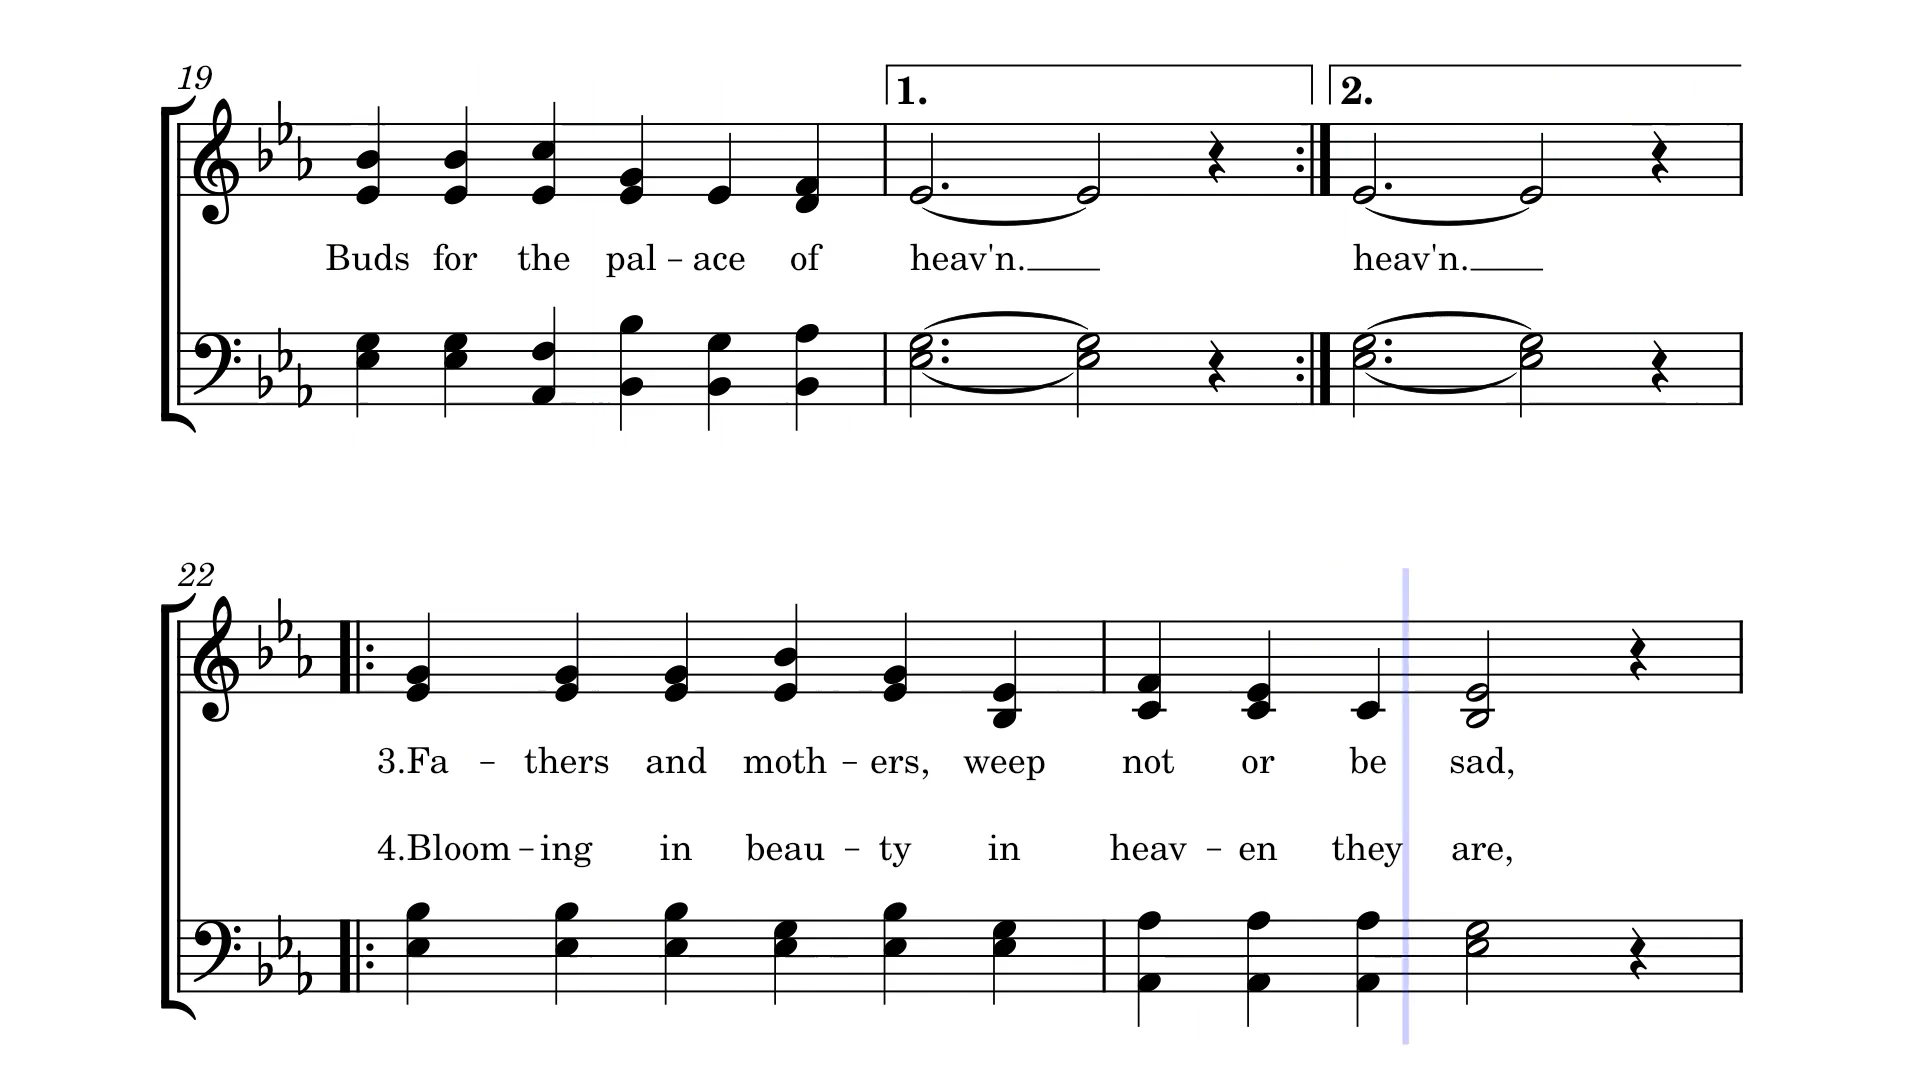 19
1.
2.
Buds for the pal - ace of heav'n. heav'n.
22
3.Fa - thers and moth - ers, weep not or be sad,
4.Bloom - ing in beau - ty in heav - en they are,